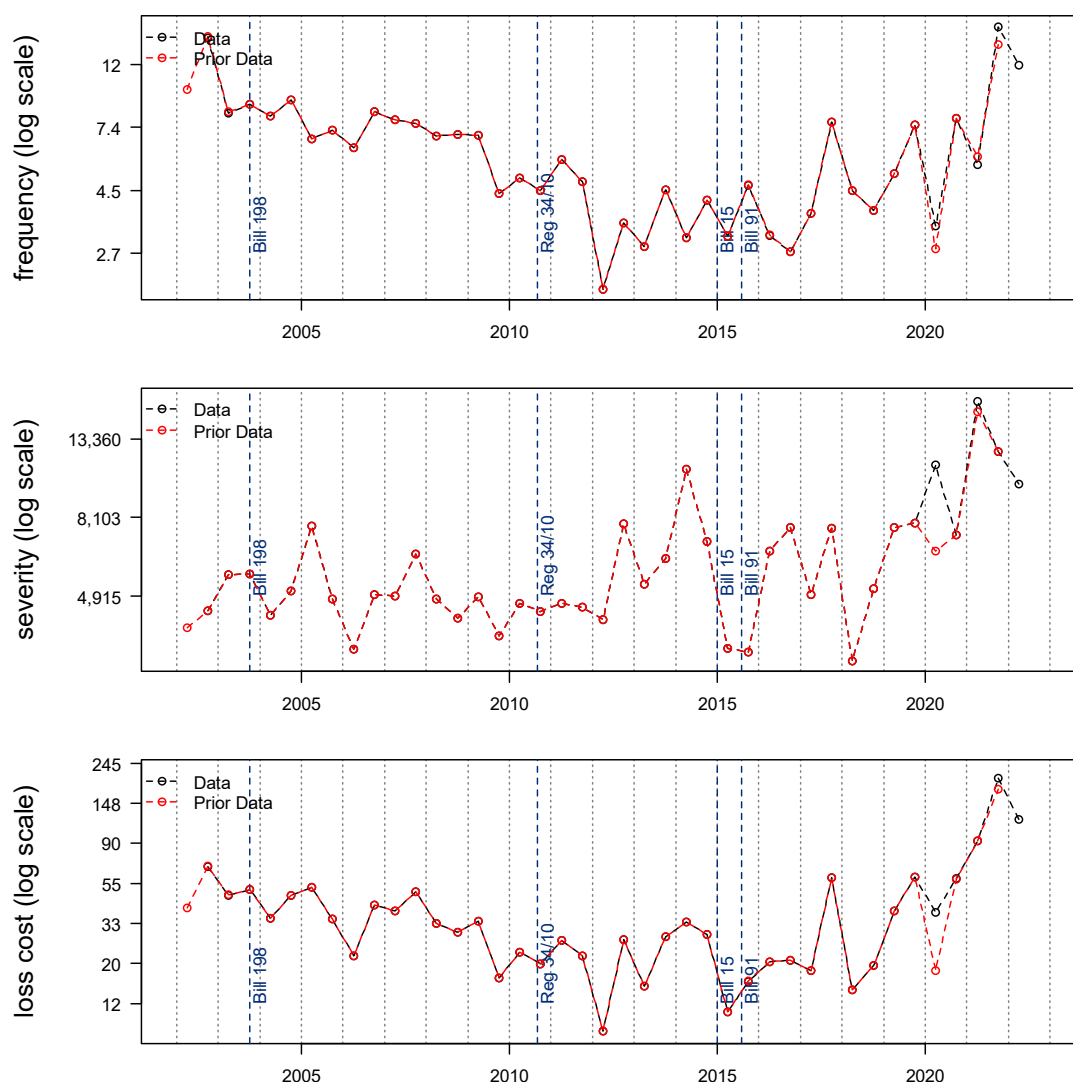 frequency (log scale)
12
7.4
4.5
2.7
Data
Prior Data
Bill 198
Reg 34/10
Bill 15
Bill 91
2005
2010
2015
2020
severity (log scale)
13,360
8,103
4,915
Data
Prior Data
Bill 198
Reg 34/10
Bill 15
Bill 91
2005
2010
2015
2020
loss cost (log scale)
245
148
90
55
33
20
12
Data
Prior Data
Bill 198
Reg 34/10
Bill 15
Bill 91
2005
2010
2015
2020